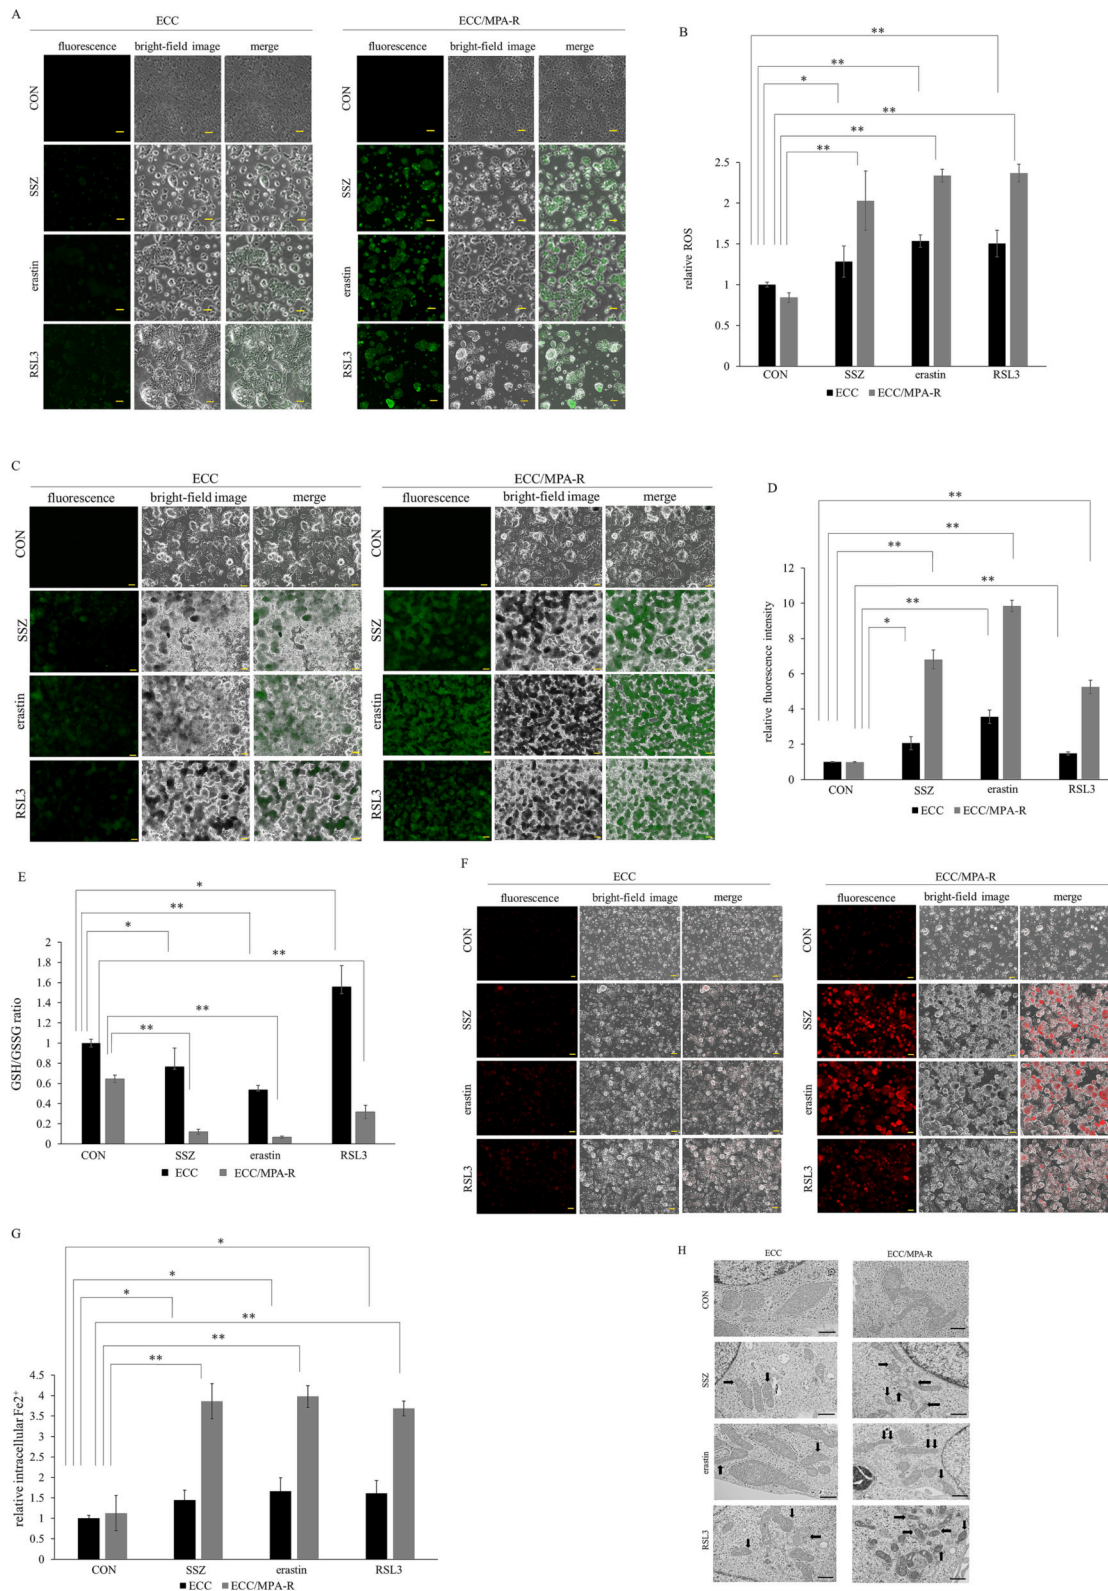 A
ECC
ECC/MPA-R
fluorescence bright-field image merge
fluorescence bright-field image merge
CON
SSZ
erastin
RSL3
B
**
**
*
**
**
**
relative ROS
2.5
2
1.5
1
0.5
0
CON SSZ erastin RSL3
ECC ECC/MPA-R
C
ECC
ECC/MPA-R
fluorescence bright-field image merge
fluorescence bright-field image merge
CON
CON
SSZ
SSZ
erastin
erastin
RSL3
RSL3
D
**
**
**
**
**
*
relative fluorescence intensity
12
10
8
6
4
2
0
CON SSZ erastin RSL3
ECC ECC/MPA-R
E
*
**
*
**
**
**
GSH/GSSG ratio
2
1.8
1.6
1.4
1.2
1
0.8
0.6
0.4
0.2
0
CON SSZ erastin RSL3
ECC ECC/MPA-R
F
ECC
ECC/MPA-R
fluorescence bright-field image merge
fluorescence bright-field image merge
CON
CON
SSZ
SSZ
erastin
erastin
RSL3
RSL3
G
*
*
*
**
**
**
relative intracellular Fe2⁺
4.5
4
3.5
3
2.5
2
1.5
1
0.5
0
CON SSZ erastin RSL3
ECC ECC/MPA-R
H
ECC
ECC/MPA-R
CON
SSZ
erastin
RSL3